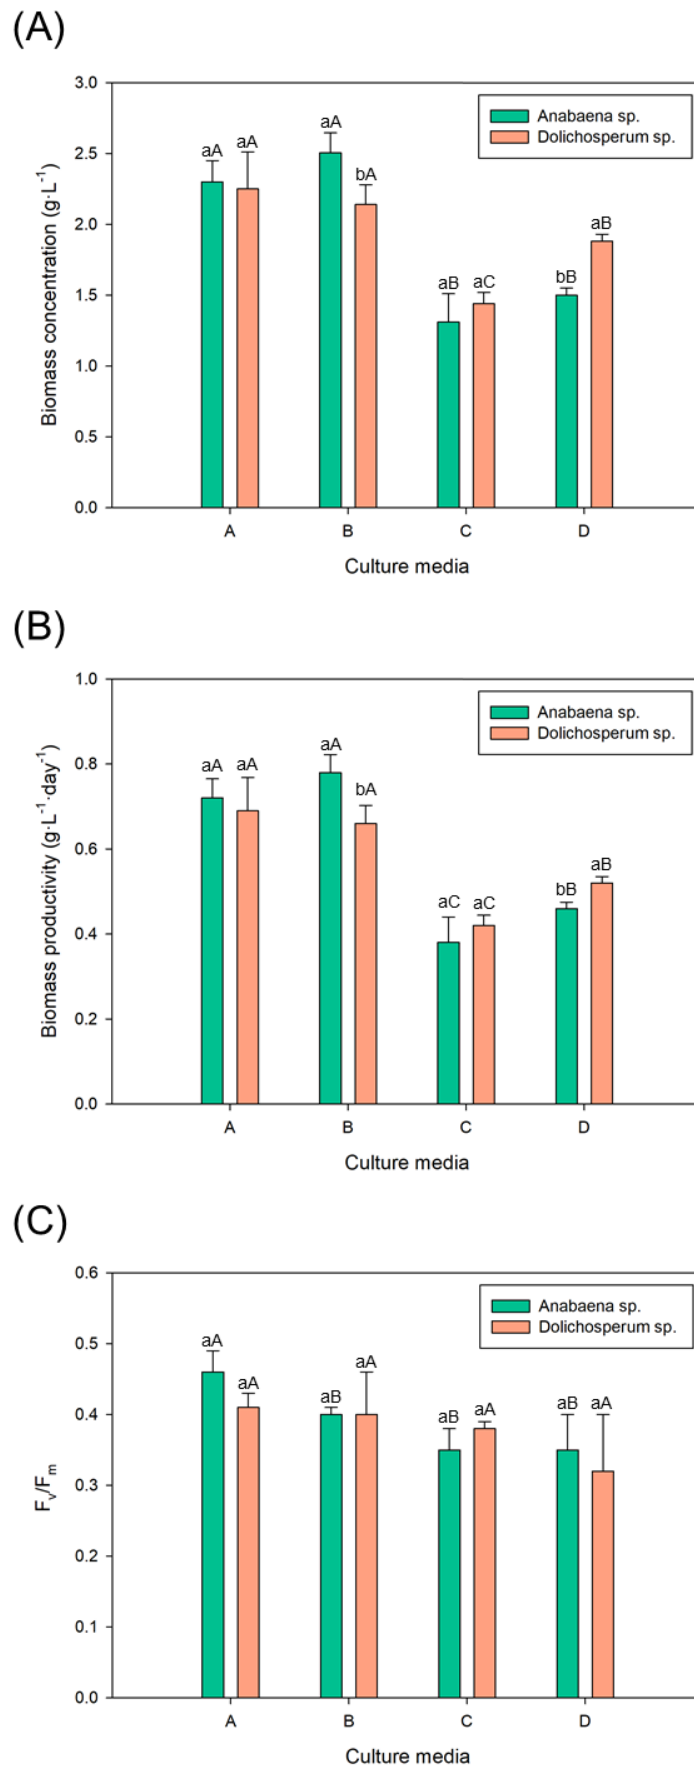 (A)
3.0
2.5
2.0
1.5
1.0
0.5
0.0
Biomass concentration (g·L⁻¹)
Anabaena sp.
Dolichosperum sp.
aA
aA
aA
bA
aB
aC
bB
aB
A
B
C
D
Culture media
(B)
1.0
0.8
0.6
0.4
0.2
0.0
Biomass productivity (g·L⁻¹·day⁻¹)
Anabaena sp.
Dolichosperum sp.
aA
aA
aA
bA
aC
aC
bB
aB
A
B
C
D
Culture media
(C)
0.6
0.5
0.4
0.3
0.2
0.1
0.0
Fᵥ/Fₘ
Anabaena sp.
Dolichosperum sp.
aA
aA
aB
aA
aB
aA
aB
aA
A
B
C
D
Culture media